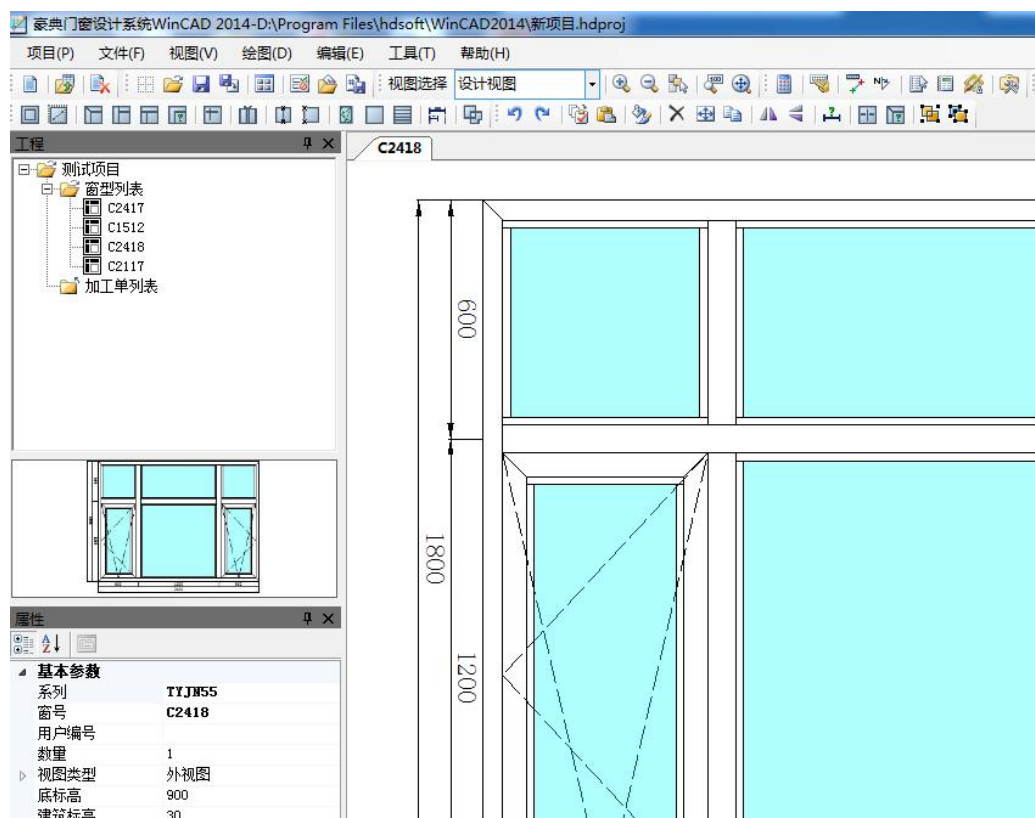 豪典门窗设计系统WinCAD 2014-D:\Program Files\hdsoft\WinCAD2014\新项目.hdproj
项目(P) 文件(F) 视图(V) 绘图(D) 编辑(E) 工具(T) 帮助(H)
视图选择 设计视图
工程
C2418
测试项目
窗型列表
C2417
C1512
C2418
C2117
加工单列表
600
1800
1200
属性
基本参数
系列 TYJN55
窗号 C2418
用户编号
数量 1
视图类型 外视图
底标高 900
建筑标高 30